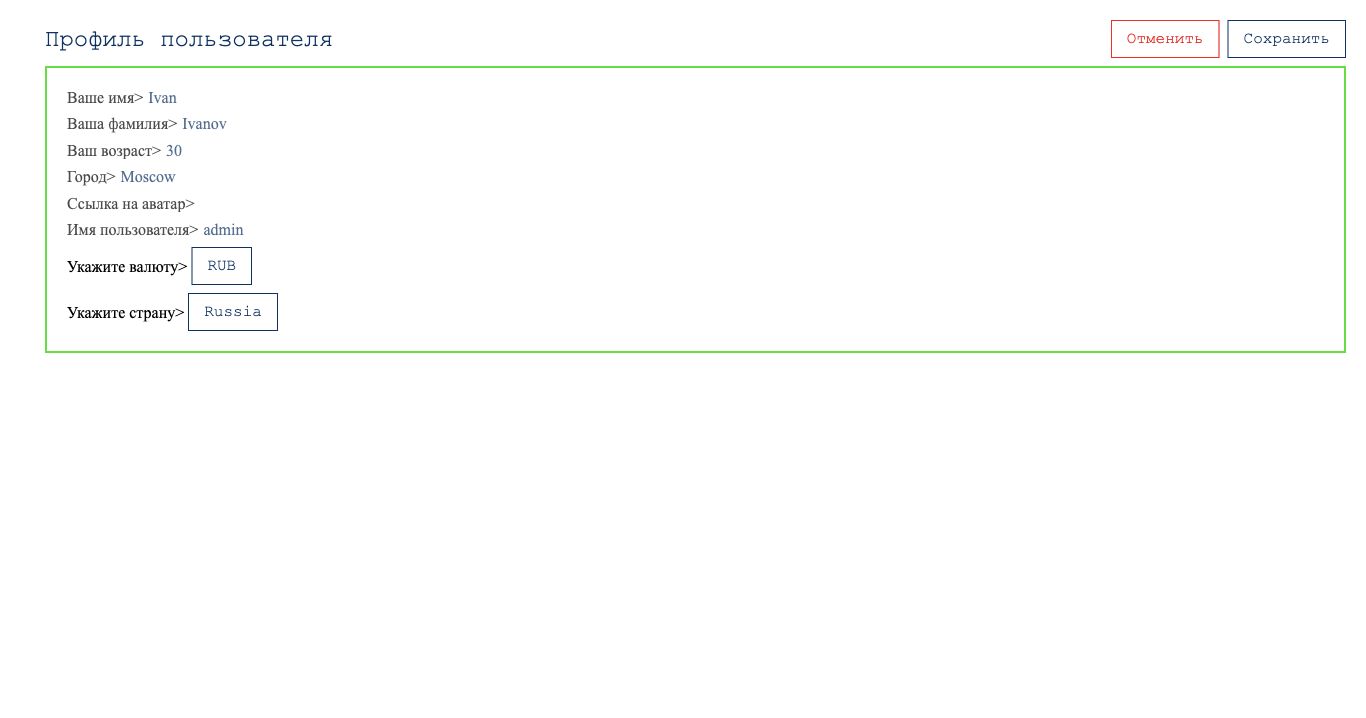 Профиль пользователя
Отменить
Сохранить
Ваше имя> Ivan
Ваша фамилия> Ivanov
Ваш возраст> 30
Город> Moscow
Ссылка на аватар>
Имя пользователя> admin
Укажите валюту> RUB
Укажите страну> Russia